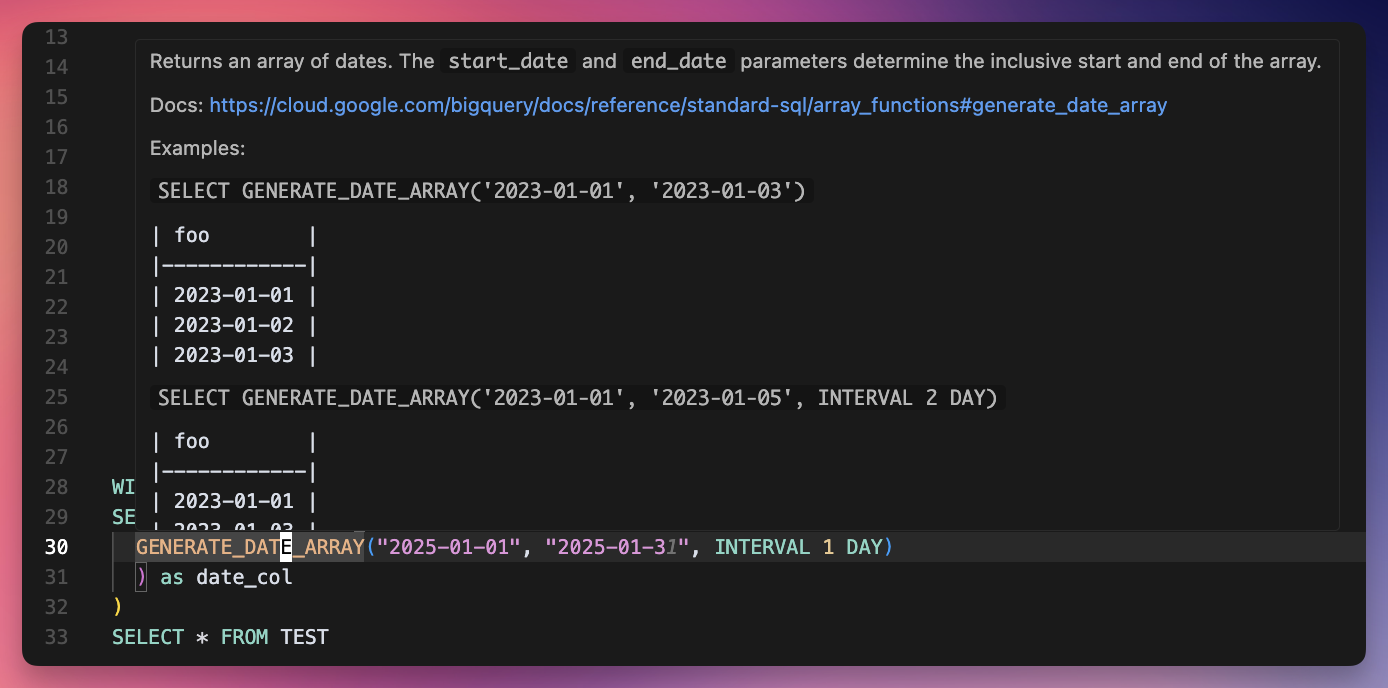 13
14
15
16
17
18
19
20
21
22
23
24
25
26
27
28
29
30
31
32
33
Returns an array of dates. The start_date and end_date parameters determine the inclusive start and end of the array.
Docs: https://cloud.google.com/bigquery/docs/reference/standard-sql/array_functions#generate_date_array
Examples:
SELECT GENERATE_DATE_ARRAY('2023-01-01', '2023-01-03')
| foo        |
|------------|
| 2023-01-01 |
| 2023-01-02 |
| 2023-01-03 |
SELECT GENERATE_DATE_ARRAY('2023-01-01', '2023-01-05', INTERVAL 2 DAY)
| foo        |
|------------|
| 2023-01-01 |
| 2023-01-03 |
WI
SE
GENERATE_DATE_ARRAY("2025-01-01", "2025-01-31", INTERVAL 1 DAY)
) as date_col
)
SELECT * FROM TEST